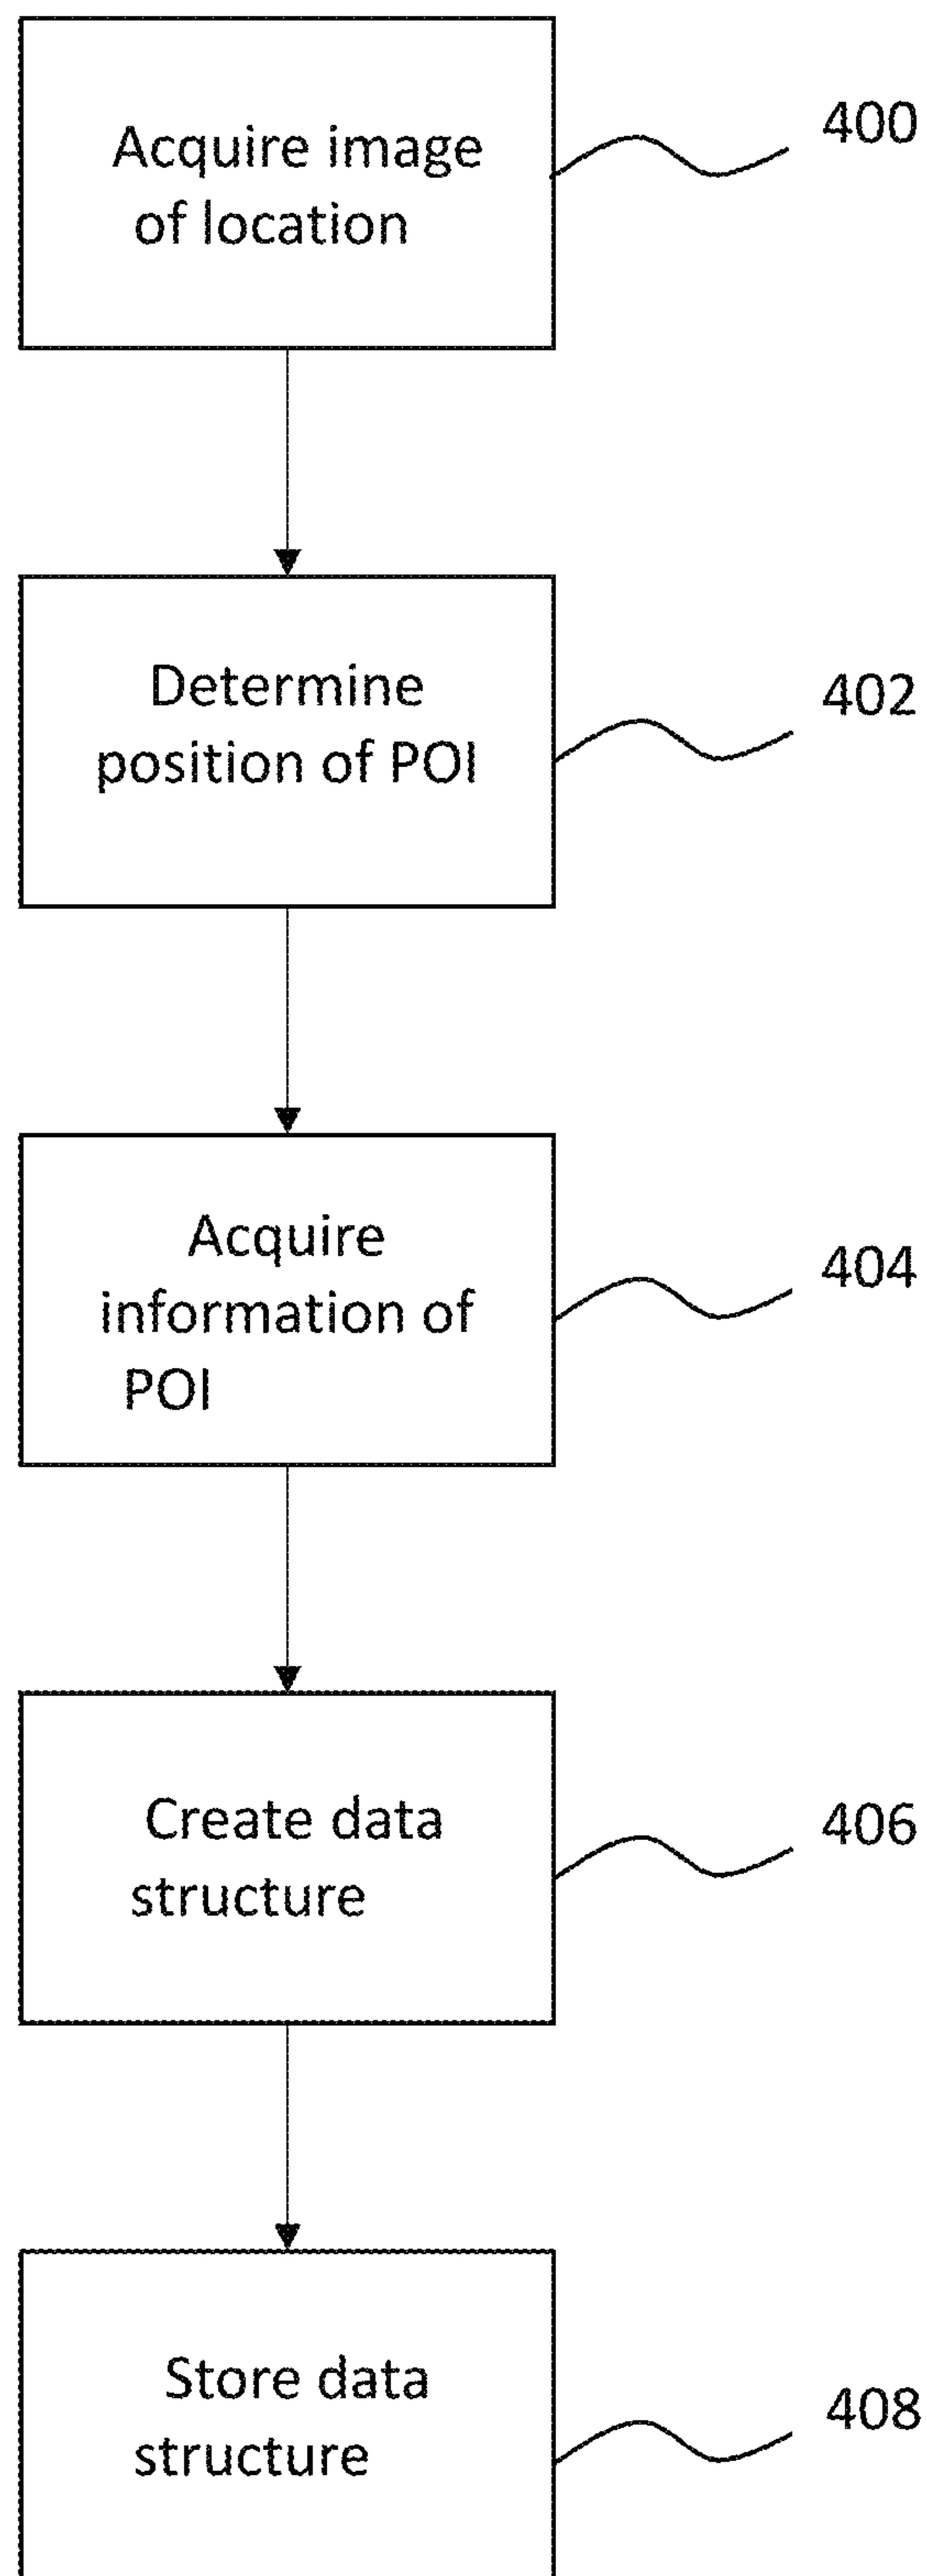 Acquire image
of location
400
Determine
position of POI
402
Acquire
information of
POI
404
Create data
structure
406
Store data
structure
408